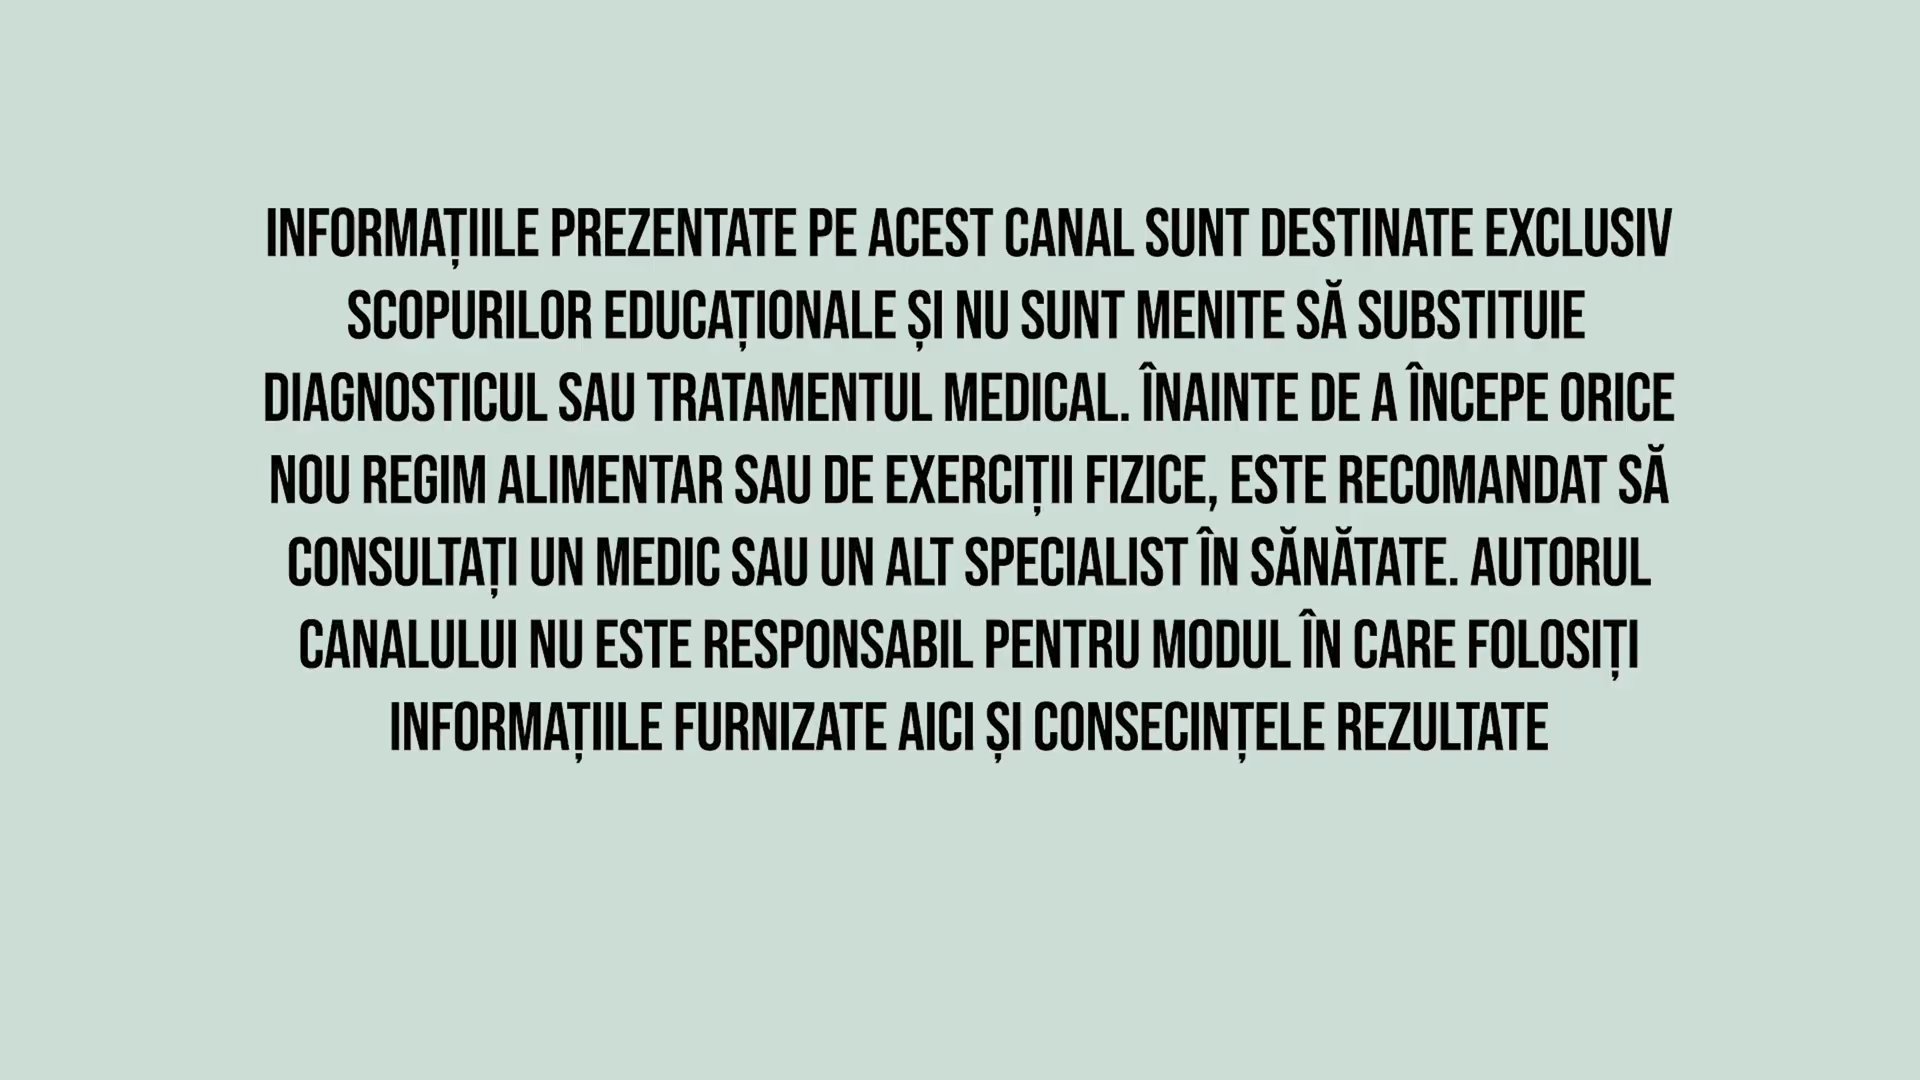 INFORMAȚIILE PREZENTATE PE ACEST CANAL SUNT DESTINATE EXCLUSIV
SCOPURILOR EDUCAȚIONALE ȘI NU SUNT MENITE SĂ SUBSTITUIE
DIAGNOSTICUL SAU TRATAMENTUL MEDICAL. ÎNAINTE DE A ÎNCEPE ORICE
NOU REGIM ALIMENTAR SAU DE EXERCIȚII FIZICE, ESTE RECOMANDAT SĂ
CONSULTAȚI UN MEDIC SAU UN ALT SPECIALIST ÎN SĂNĂTATE. AUTORUL
CANALULUI NU ESTE RESPONSABIL PENTRU MODUL ÎN CARE FOLOSIȚI
INFORMAȚIILE FURNIZATE AICI ȘI CONSECINȚELE REZULTATE